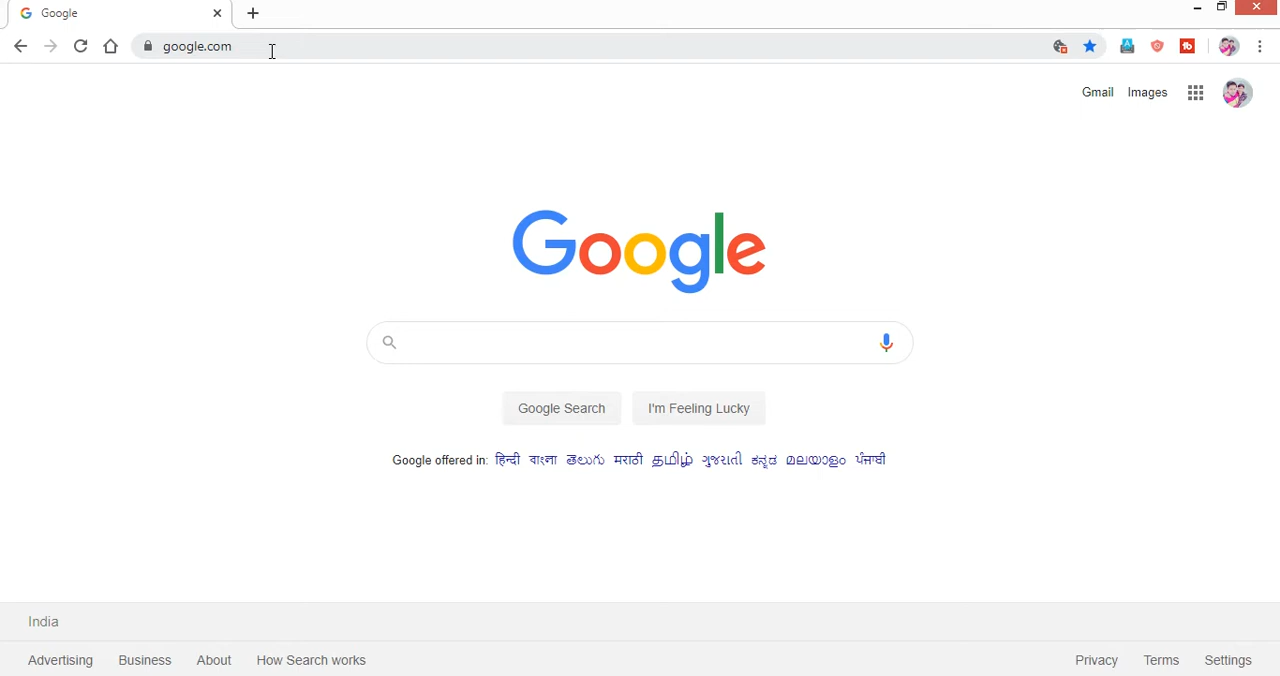 Google
google.com
Gmail Images
Google
Google Search I'm Feeling Lucky
Google offered in: हिन्दी বাংলা తెలుగు मराठी தமிழ் ગુજરાતી ಕನ್ನಡ മലയാളം ਪੰਜਾਬੀ
India
Advertising Business About How Search works Privacy Terms Settings